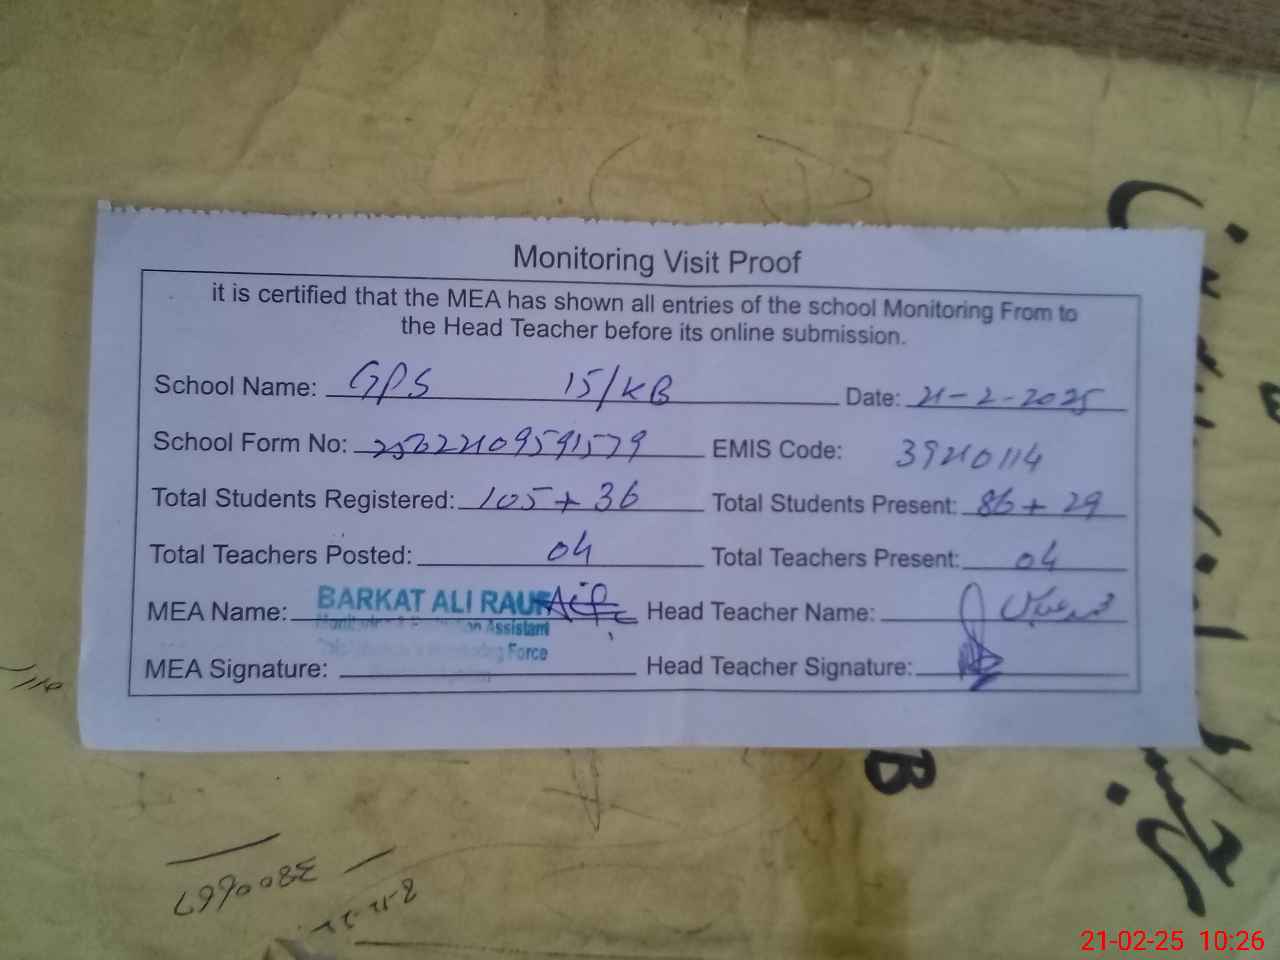 Monitoring Visit Proof
it is certified that the MEA has shown all entries of the school Monitoring From to
the Head Teacher before its online submission.
School Name: GPS 15/KB Date: 21-2-2025
School Form No: EMIS Code: 39210114
Total Students Registered: 105 + 36 Total Students Present: 86 + 29
Total Teachers Posted: 04 Total Teachers Present: 04
MEA Name: BARKAT ALI RAUF Head Teacher Name:
Assistant
Force
MEA Signature: Head Teacher Signature:
B
21-02-25 10:26